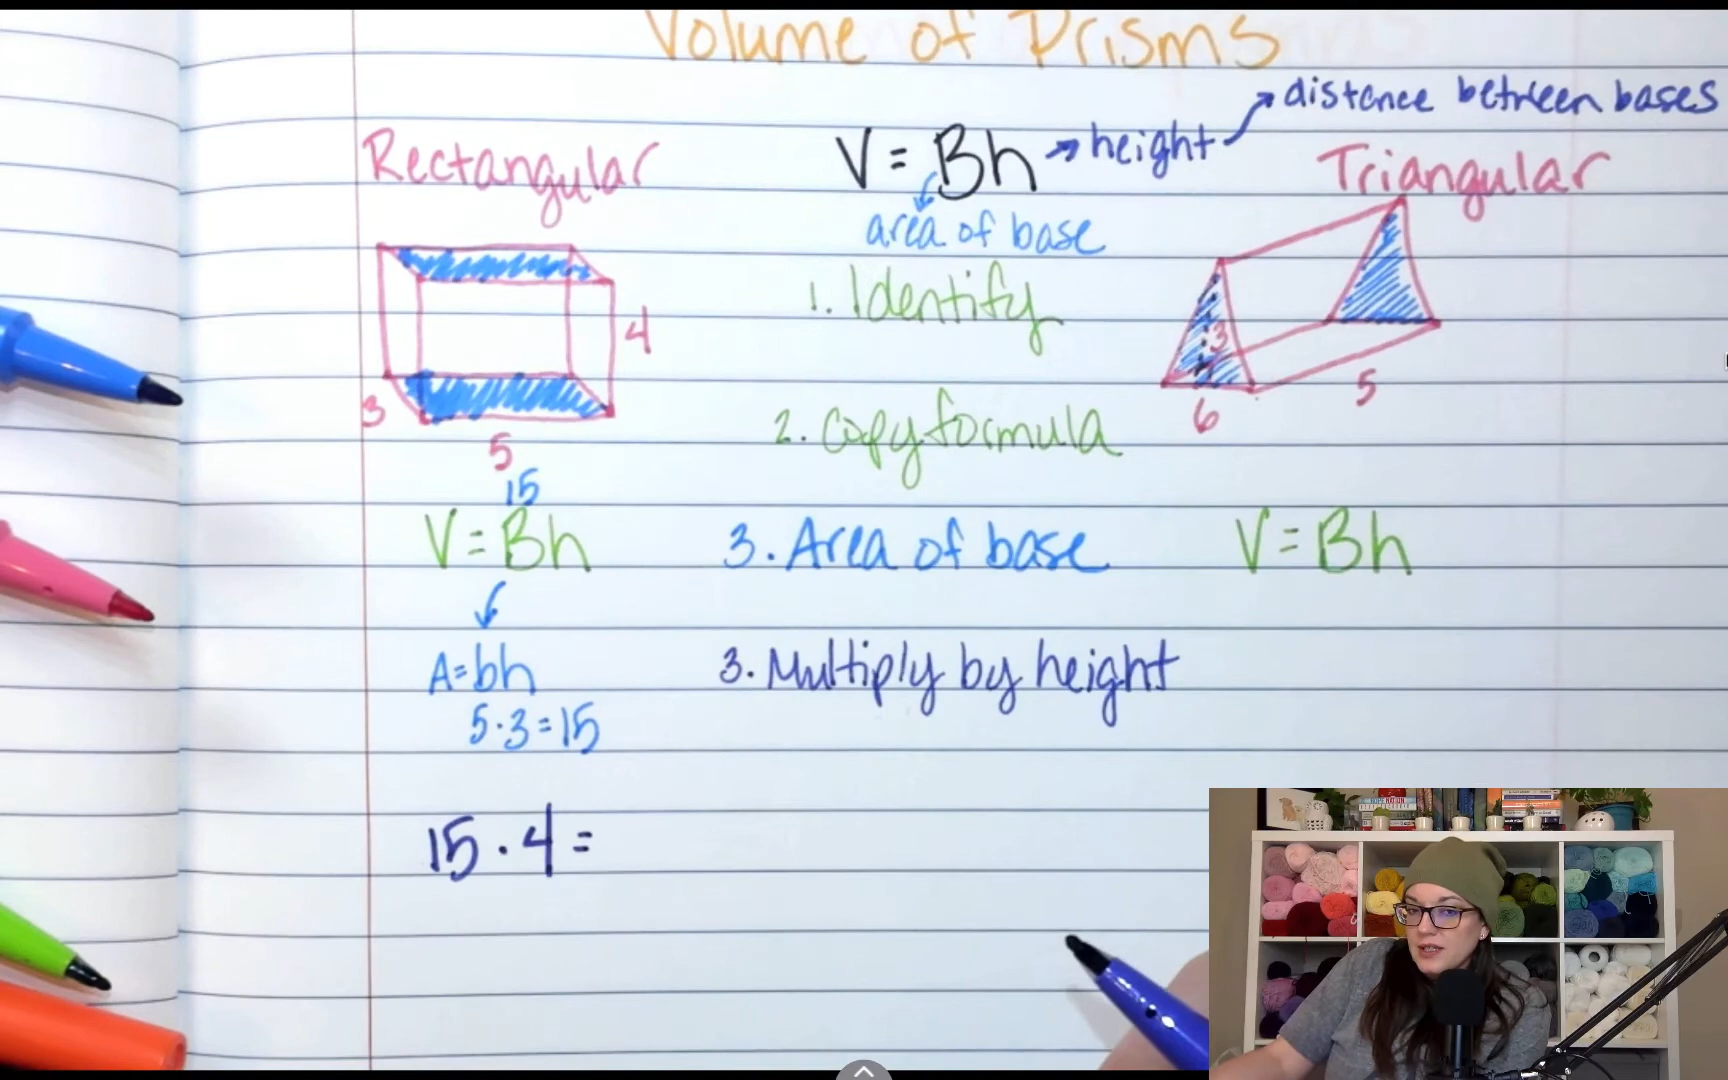 Volume of Prisms
distance between bases
Rectangular
V = Bh → height
Triangular
area of base
1. Identify
4
3
3
5
6
5
2. Copy formula
15
V = Bh
3. Area of base
V = Bh
A = bh
3. Multiply by height
5 · 3 = 15
15 · 4 =